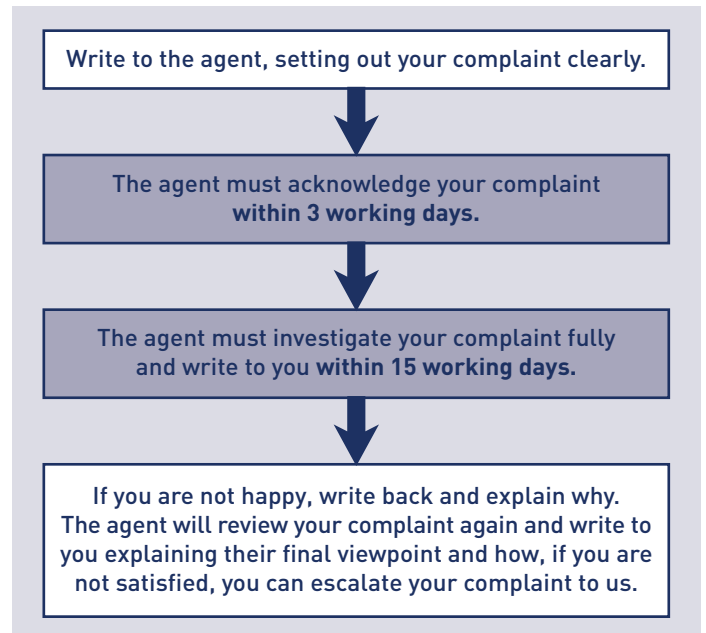 Write to the agent, setting out your complaint clearly.
The agent must acknowledge your complaint
within 3 working days.
The agent must investigate your complaint fully
and write to you within 15 working days.
If you are not happy, write back and explain why.
The agent will review your complaint again and write to
you explaining their final viewpoint and how, if you are
not satisfied, you can escalate your complaint to us.